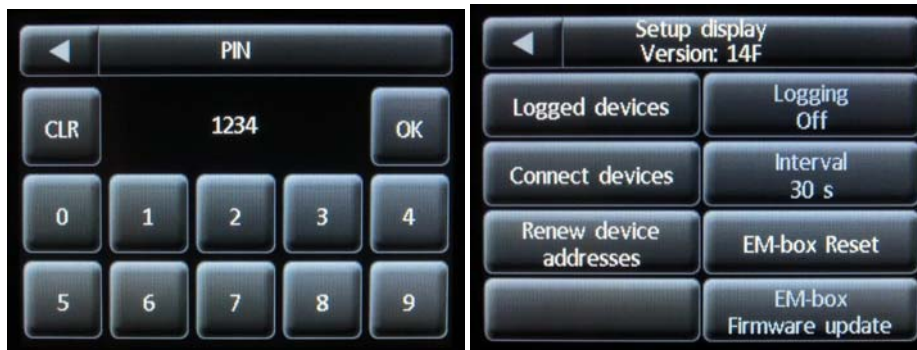 PIN
CLR
1234
OK
0 1 2 3 4
5 6 7 8 9
Setup display
Version: 14F
Logged devices
Logging
Off
Connect devices
Interval
30 s
Renew device
addresses
EM-box Reset
EM-box
Firmware update